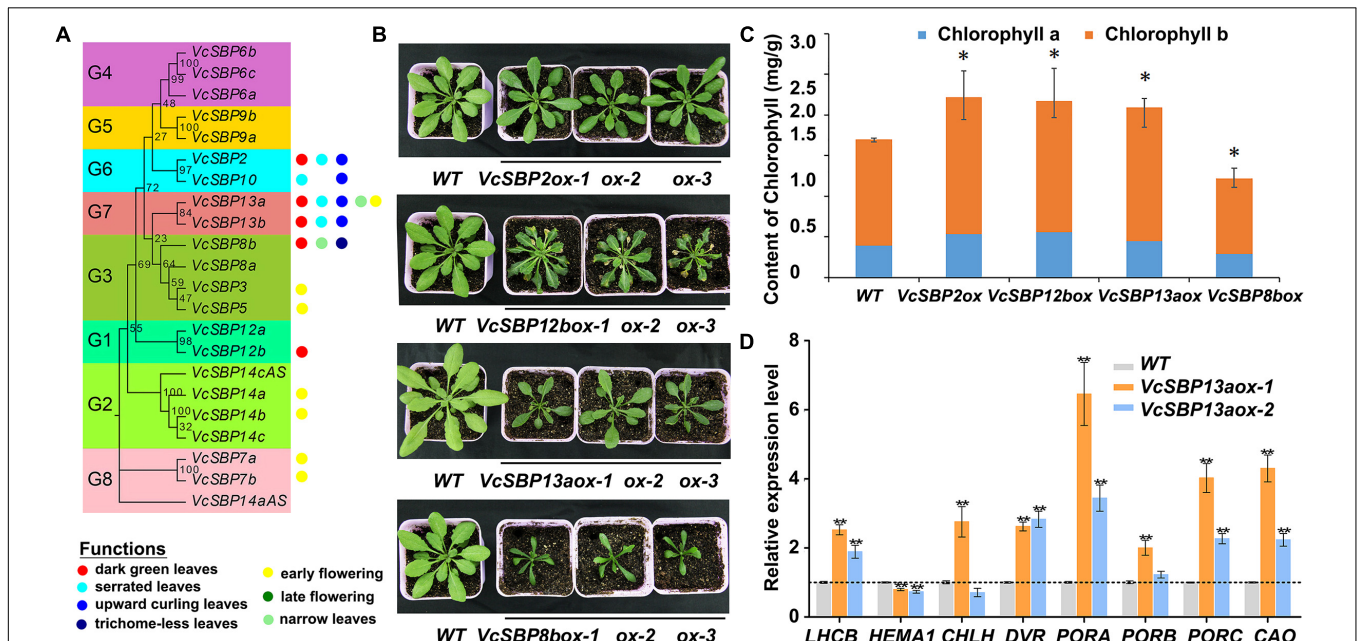 A
G4
VcSBP6b
VcSBP6c
VcSBP6a
100
99
48
G5
VcSBP9b
VcSBP9a
100
27
G6
VcSBP2
VcSBP10
97
72
G7
VcSBP13a
VcSBP13b
84
23
G3
VcSBP8b
VcSBP8a
VcSBP3
VcSBP5
69
64
59
47
G1
VcSBP12a
VcSBP12b
55
98
G2
VcSBP14cAS
VcSBP14a
VcSBP14b
VcSBP14c
100
100
32
G8
VcSBP7a
VcSBP7b
VcSBP14aAS
100
Functions
dark green leaves
serrated leaves
upward curling leaves
trichome-less leaves
early flowering
late flowering
narrow leaves
B
WT VcSBP2ox-1 ox-2 ox-3
WT VcSBP12box-1 ox-2 ox-3
WT VcSBP13aox-1 ox-2 ox-3
WT VcSBP8box-1 ox-2 ox-3
C
Chlorophyll a Chlorophyll b
Content of Chlorophyll (mg/g)
3.0
2.0
1.5
1.0
0
* * * *
WT VcSBP2ox VcSBP12box VcSBP13aox VcSBP8box
D
WT
VcSBP13aox-1
VcSBP13aox-2
Relative expression level
8
6
4
2
0
** ** ** ** ** ** ** ** ** ** ** ** ** **
LHCB HEMA1 CHLH DVR PORA PORB PORC CAO